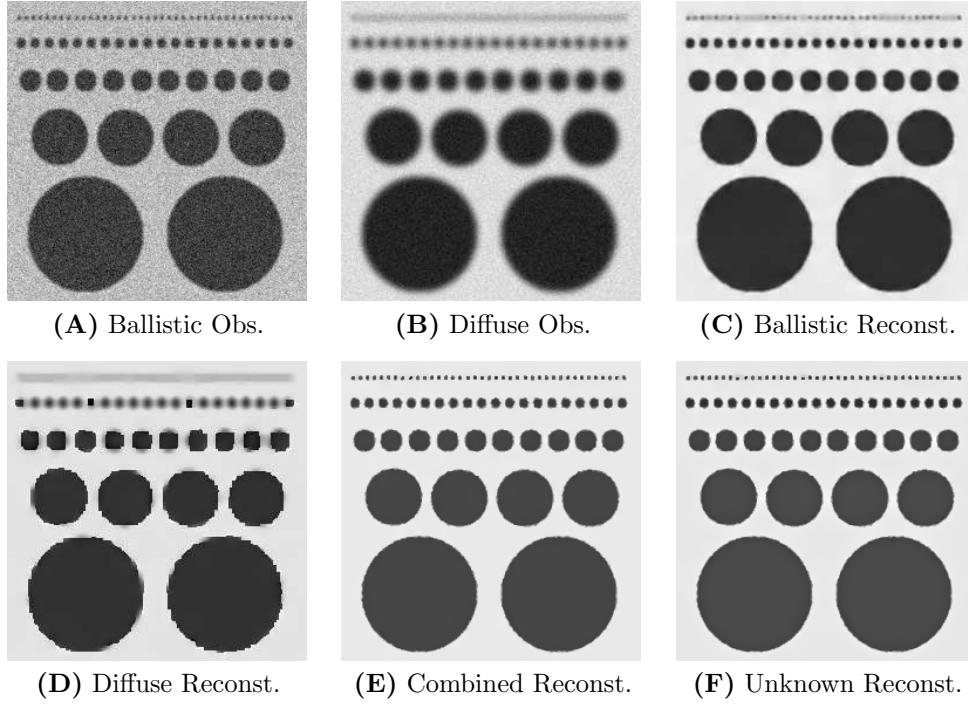 (A) Ballistic Obs.
(B) Diffuse Obs.
(C) Ballistic Reconst.
(D) Diffuse Reconst.
(E) Combined Reconst.
(F) Unknown Reconst.